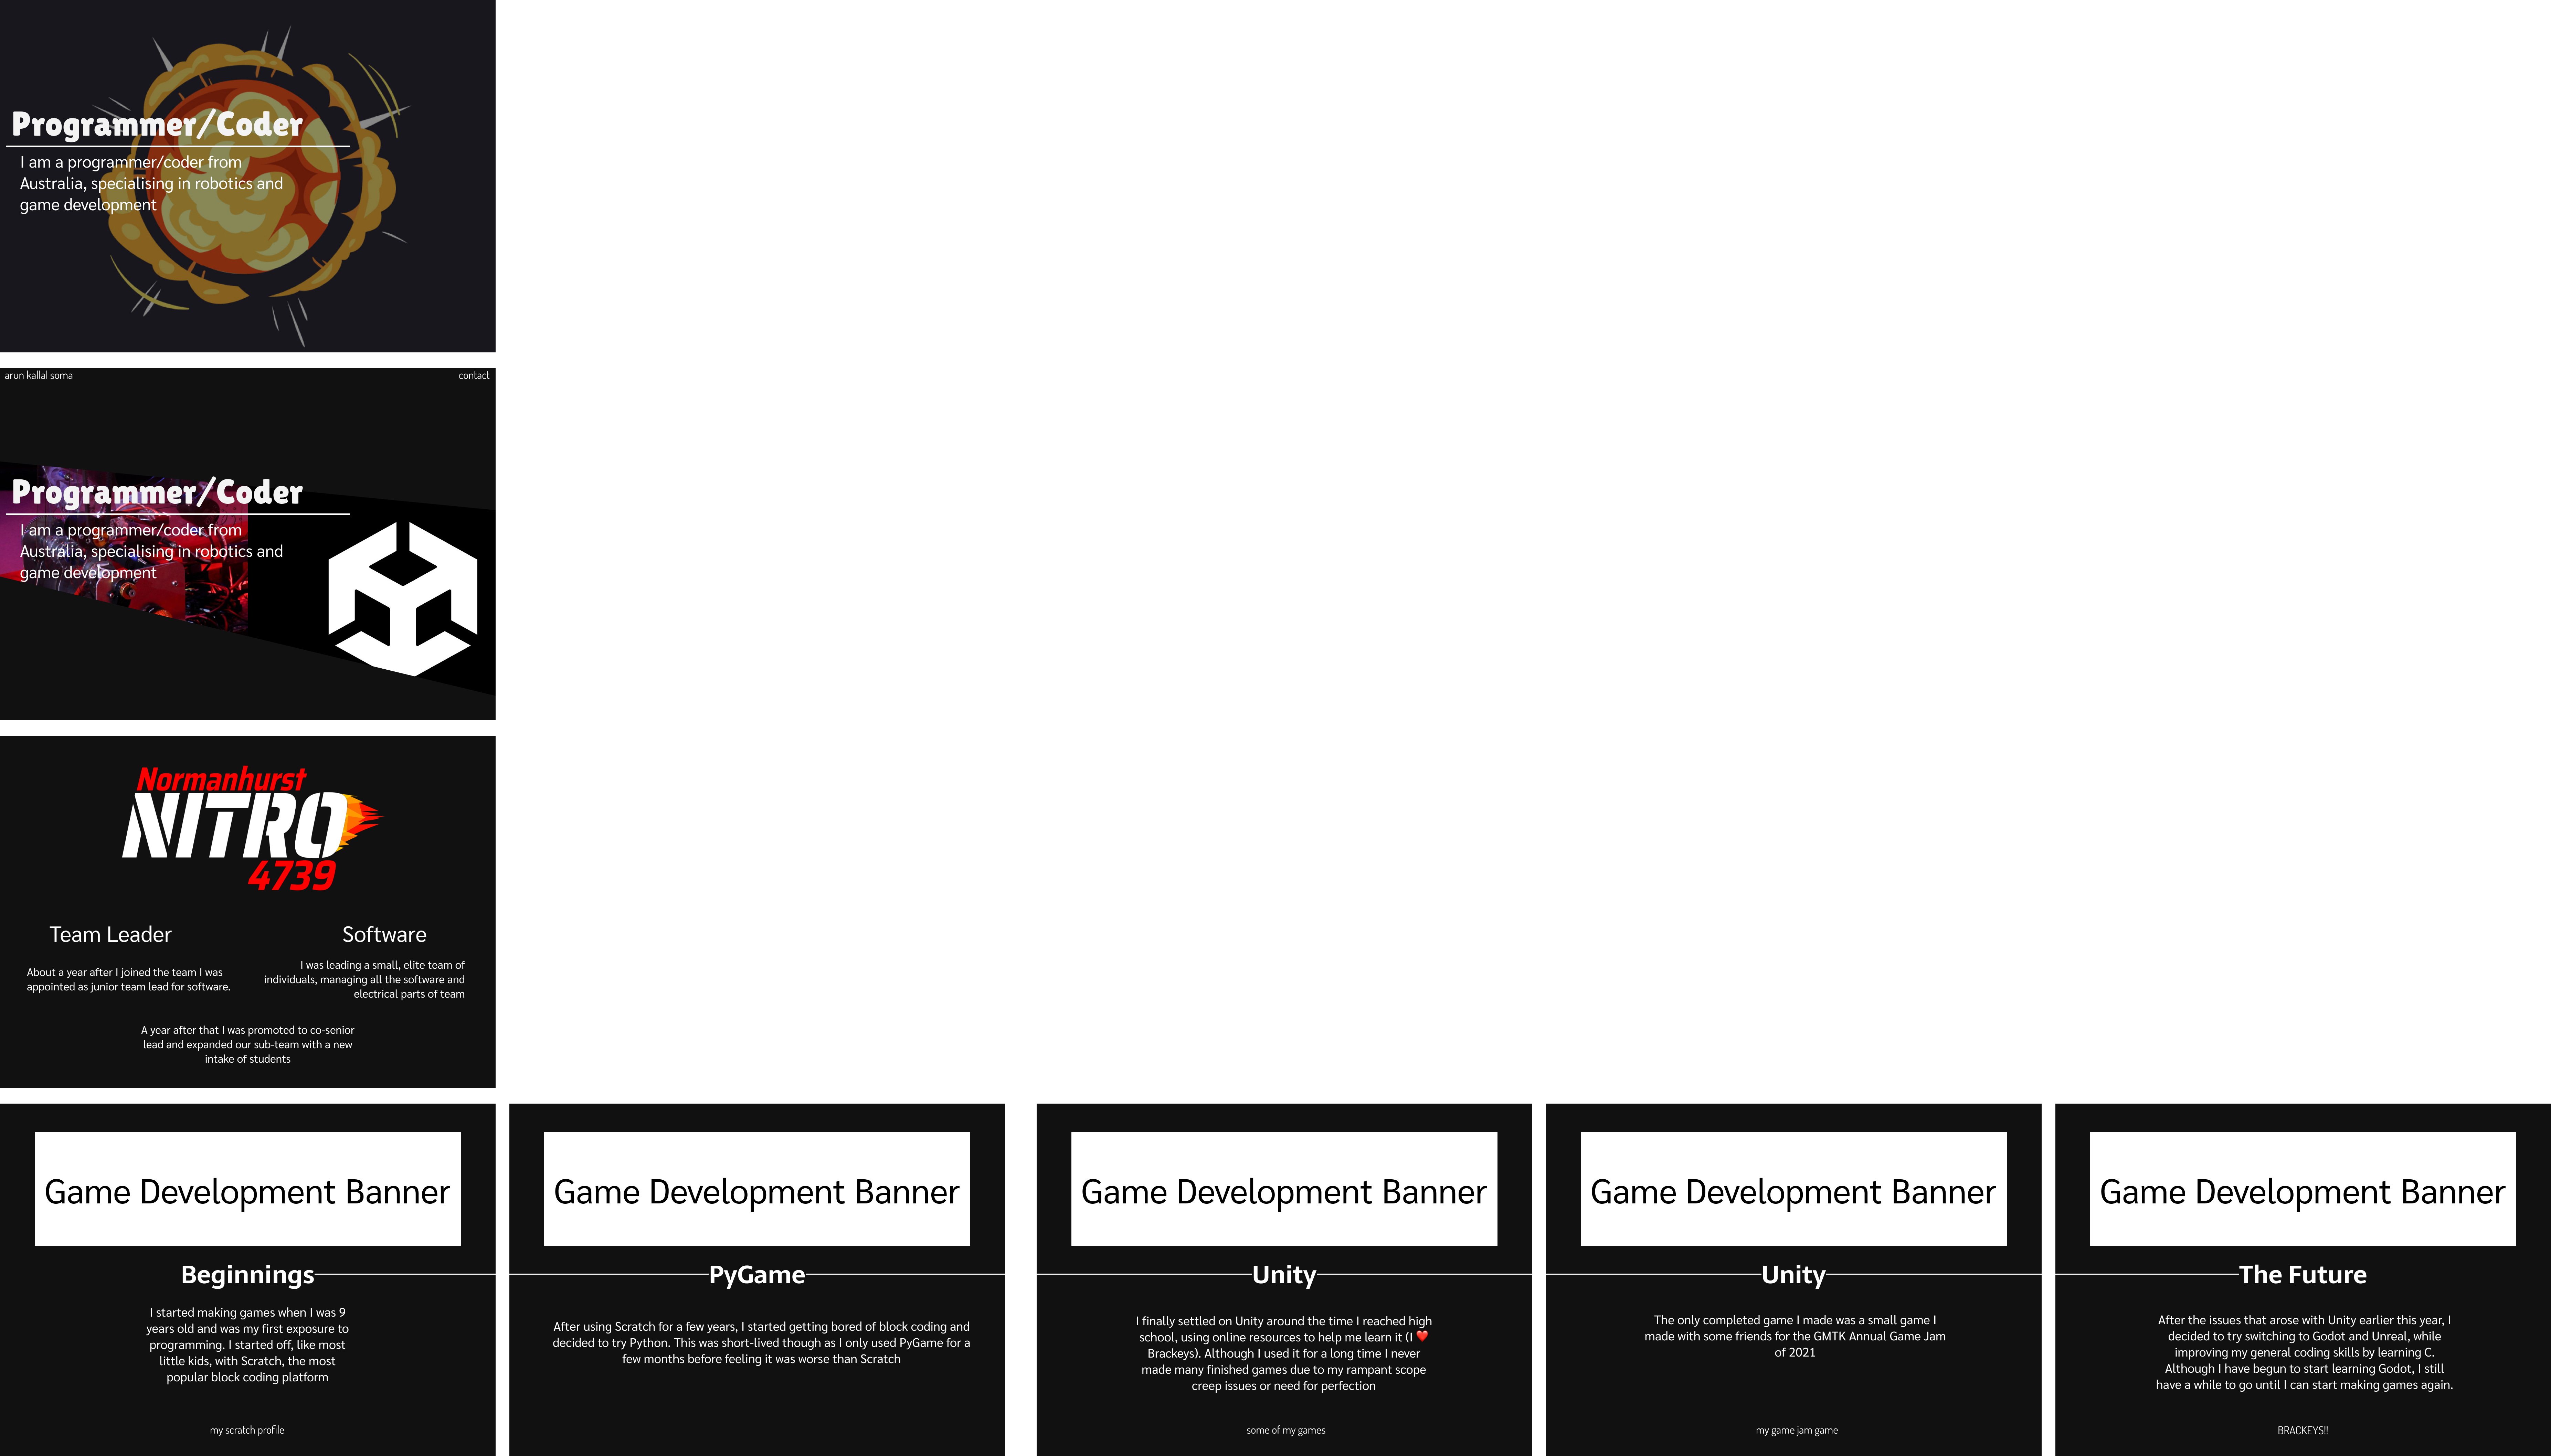 Programmer/Coder
I am a programmer/coder from
Australia, specialising in robotics and
game development
arun kallal soma
contact
Programmer/Coder
I am a programmer/coder from
Australia, specialising in robotics and
game development
Normanhurst
NITRO
4739
Team Leader
About a year after I joined the team I was
appointed as junior team lead for software.
Software
I was leading a small, elite team of
individuals, managing all the software and
electrical parts of team
A year after that I was promoted to co-senior
lead and expanded our sub-team with a new
intake of students
Game Development Banner
Beginnings
I started making games when I was 9
years old and was my first exposure to
programming. I started off, like most
little kids, with Scratch, the most
popular block coding platform
my scratch profile
Game Development Banner
PyGame
After using Scratch for a few years, I started getting bored of block coding and
decided to try Python. This was short-lived though as I only used PyGame for a
few months before feeling it was worse than Scratch
Game Development Banner
Unity
I finally settled on Unity around the time I reached high
school, using online resources to help me learn it (I ❤️
Brackeys). Although I used it for a long time I never
made many finished games due to my rampant scope
creep issues or need for perfection
some of my games
Game Development Banner
Unity
The only completed game I made was a small game I
made with some friends for the GMTK Annual Game Jam
of 2021
my game jam game
Game Development Banner
The Future
After the issues that arose with Unity earlier this year, I
decided to try switching to Godot and Unreal, while
improving my general coding skills by learning C.
Although I have begun to start learning Godot, I still
have a while to go until I can start making games again.
BRACKEYS!!